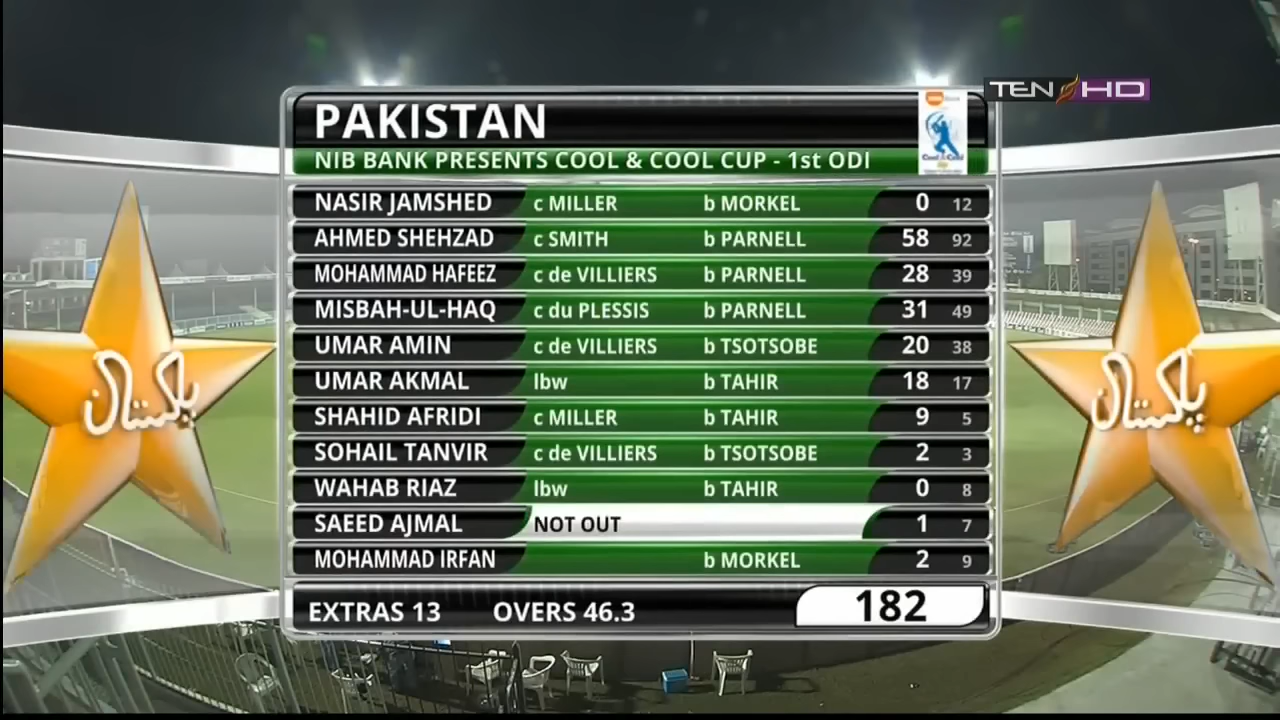 TEN HD
PAKISTAN
NIB BANK PRESENTS COOL & COOL CUP - 1st ODI
Cool & Cool
NASIR JAMSHED c MILLER b MORKEL 0 12
AHMED SHEHZAD c SMITH b PARNELL 58 92
MOHAMMAD HAFEEZ c de VILLIERS b PARNELL 28 39
MISBAH-UL-HAQ c du PLESSIS b PARNELL 31 49
UMAR AMIN c de VILLIERS b TSOTSOBE 20 38
UMAR AKMAL lbw b TAHIR 18 17
SHAHID AFRIDI c MILLER b TAHIR 9 5
SOHAIL TANVIR c de VILLIERS b TSOTSOBE 2 3
WAHAB RIAZ lbw b TAHIR 0 8
SAEED AJMAL NOT OUT 1 7
MOHAMMAD IRFAN b MORKEL 2 9
EXTRAS 13 OVERS 46.3 182
پاکستان
پاکستان